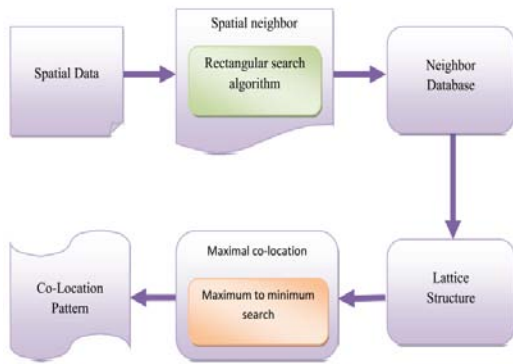 Spatial Data
Spatial neighbor
Rectangular search
algorithm
Neighbor
Database
Lattice
Structure
Maximal co-location
Maximum to minimum
search
Co-Location
Pattern